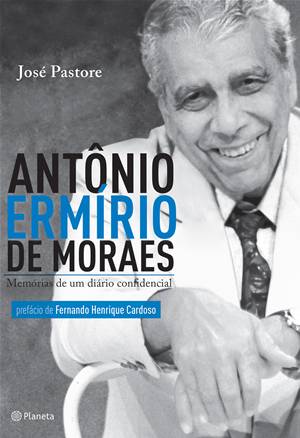 José Pastore
ANTÔNIO
ERMÍRIO
DE MORAES
Memórias de um diário confidencial
prefácio de Fernando Henrique Cardoso
Planeta